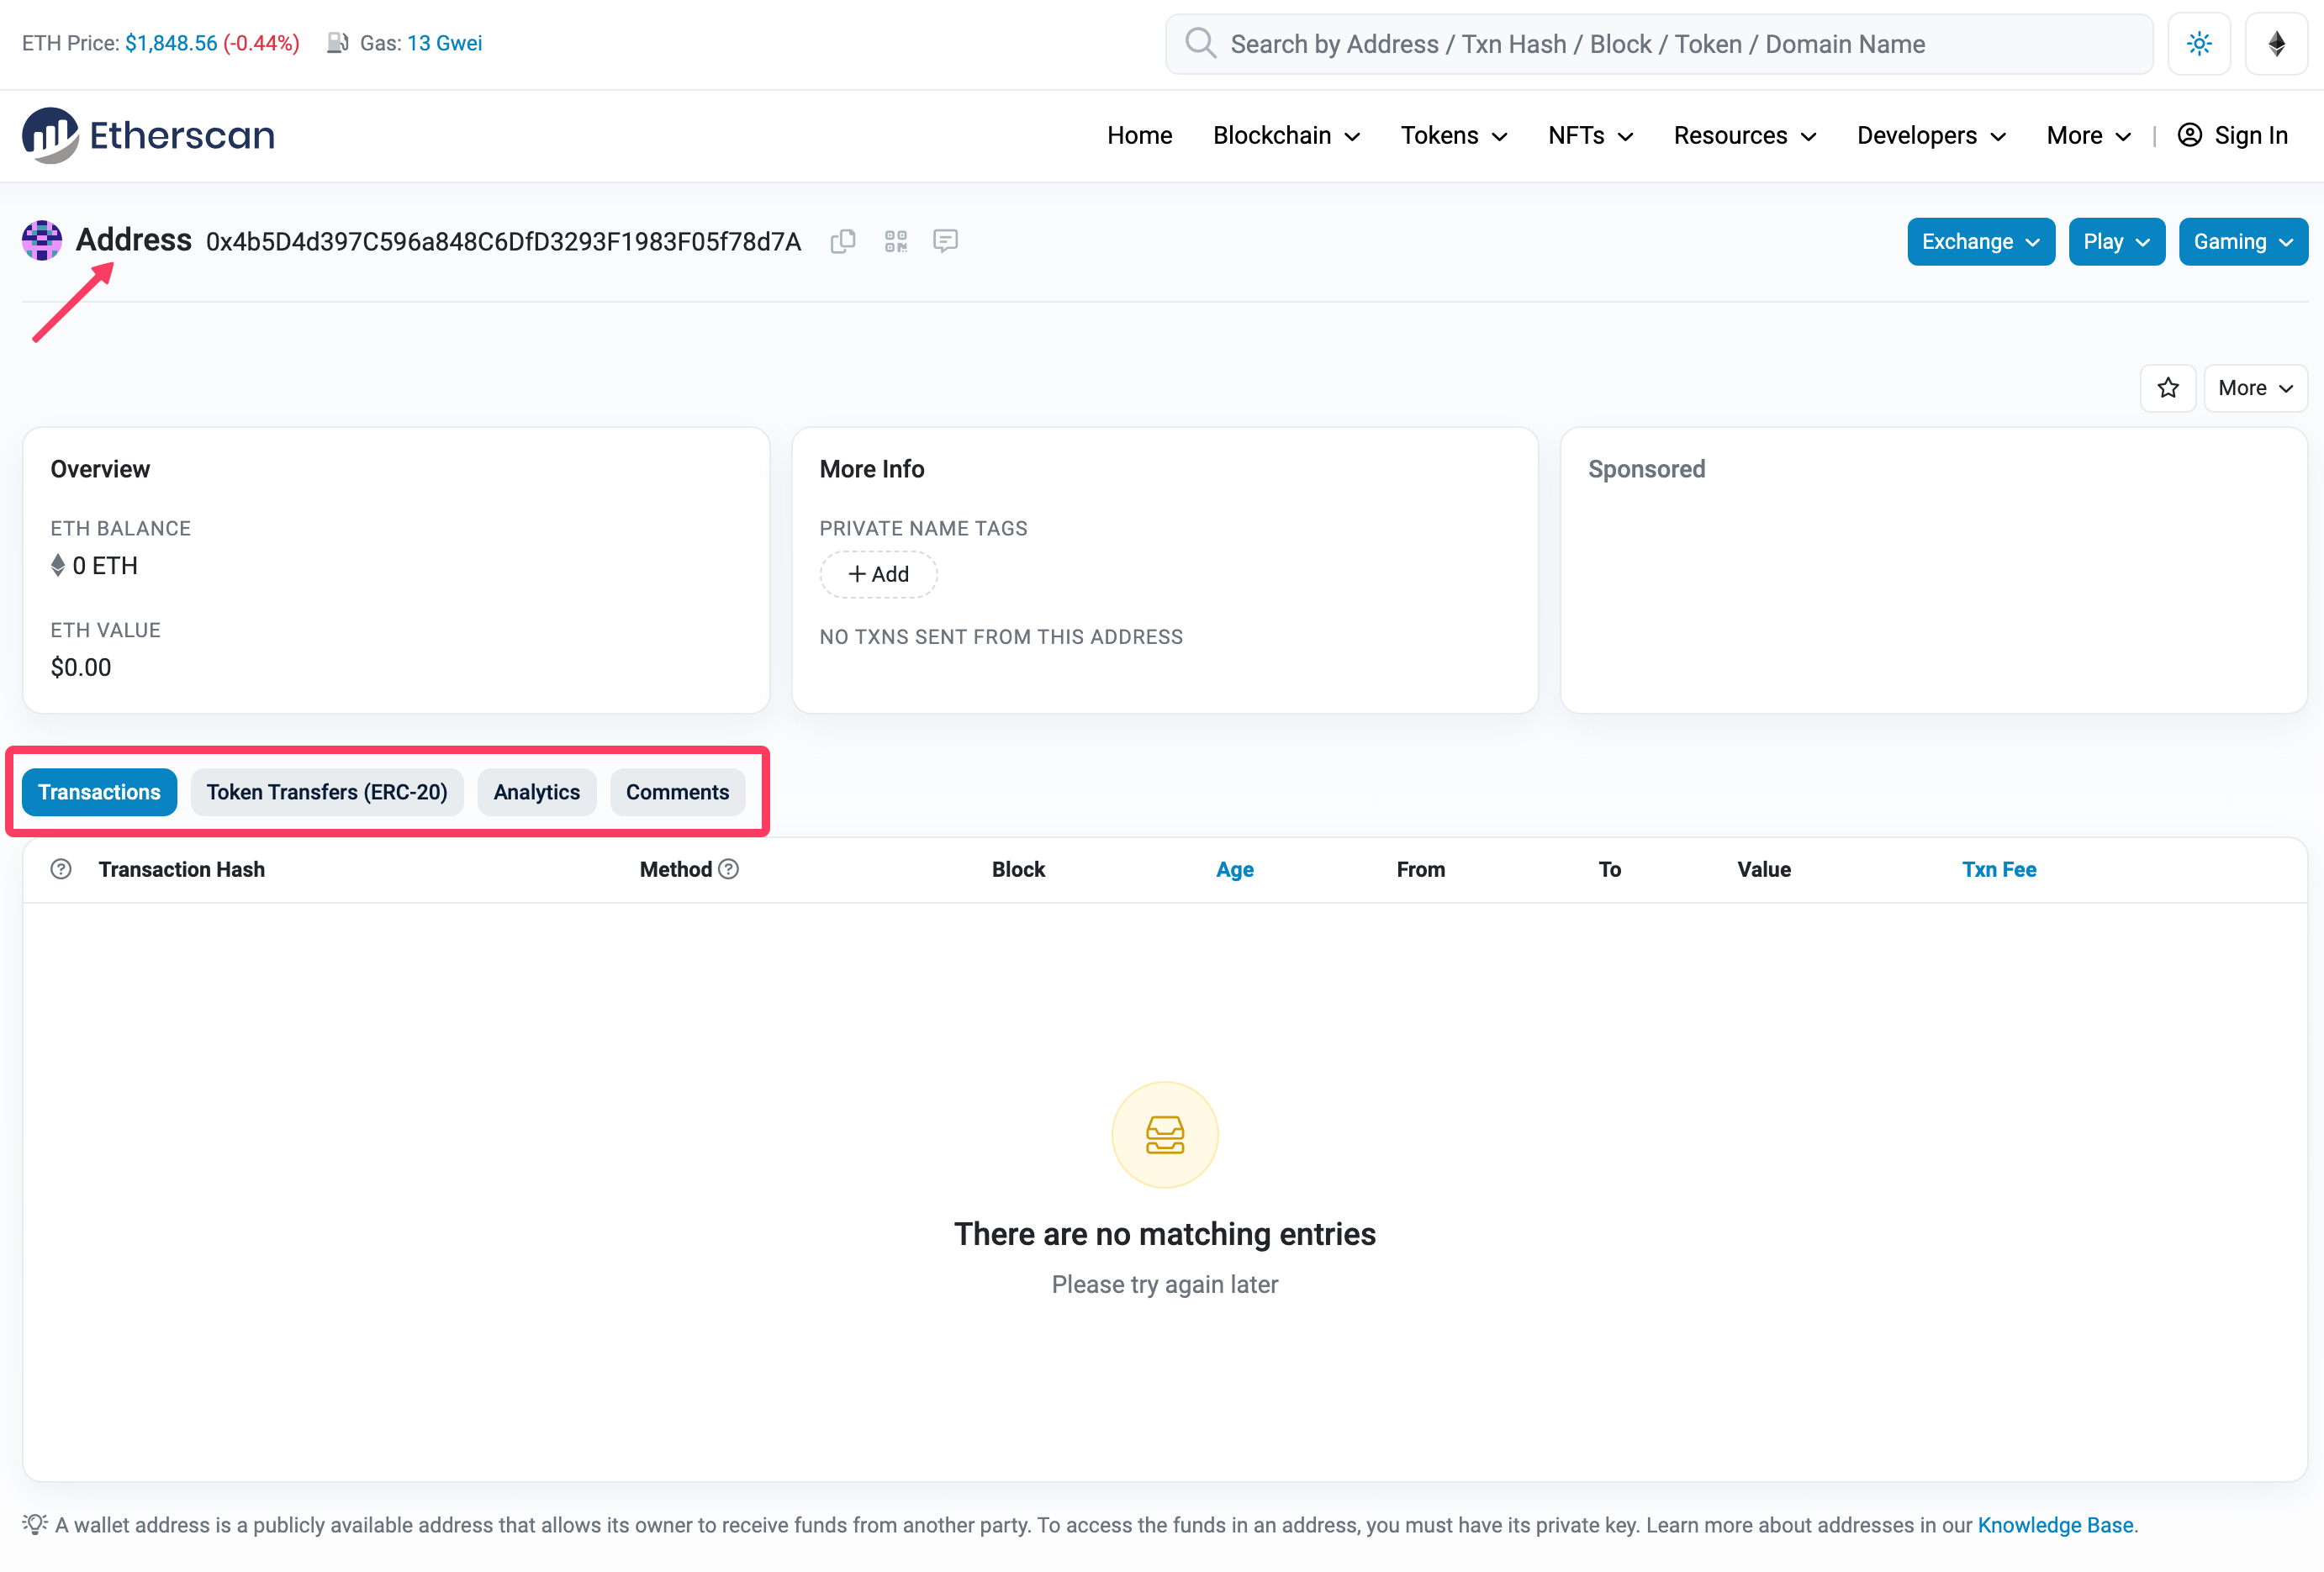 ETH Price: $1,848.56 (-0.44%) Gas: 13 Gwei
Search by Address / Txn Hash / Block / Token / Domain Name
Etherscan
Home Blockchain Tokens NFTs Resources Developers More | Sign In
Address 0x4b5D4d397C596a848C6DfD3293F1983F05f78d7A
Exchange Play Gaming
More
Overview
ETH BALANCE
0 ETH
ETH VALUE
$0.00
More Info
PRIVATE NAME TAGS
+ Add
NO TXNS SENT FROM THIS ADDRESS
Sponsored
Transactions Token Transfers (ERC-20) Analytics Comments
Transaction Hash Method Block Age From To Value Txn Fee
There are no matching entries
Please try again later
A wallet address is a publicly available address that allows its owner to receive funds from another party. To access the funds in an address, you must have its private key. Learn more about addresses in our Knowledge Base.